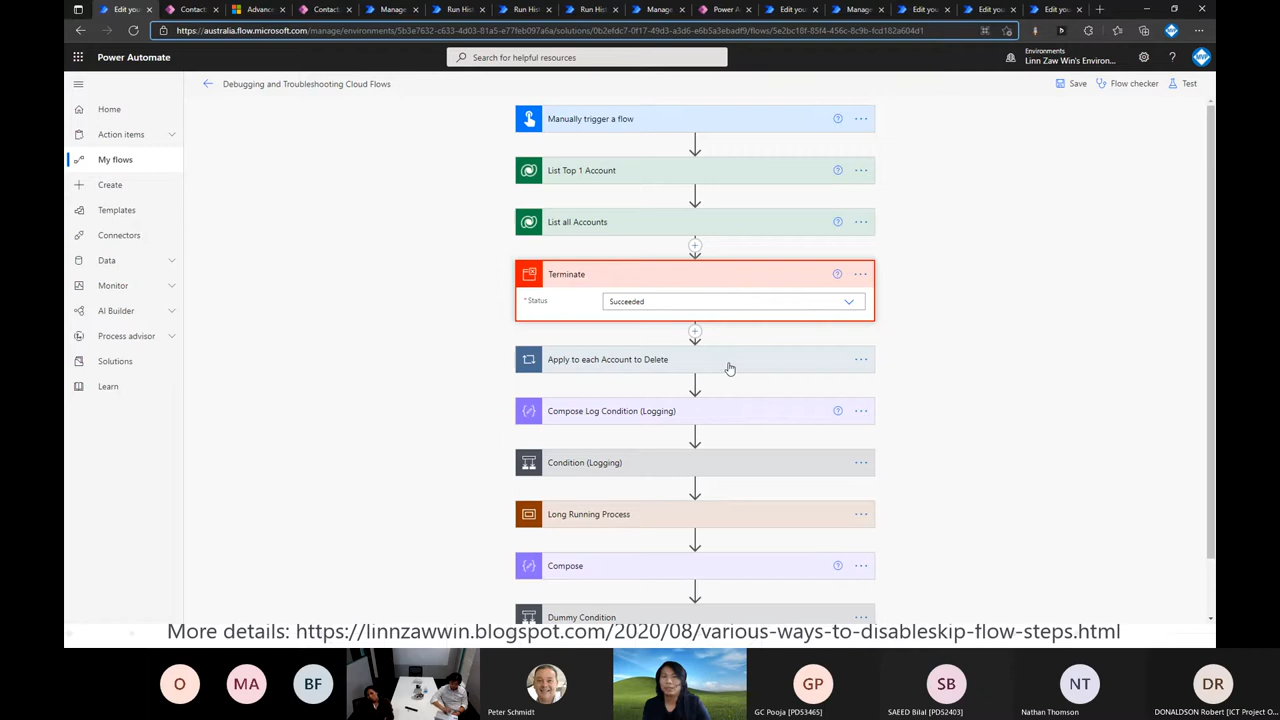 Edit you
Contact
Advance
Contact
Manage
Run Hist
Run Hist
Run Hist
Manage
Power A
Edit you
Manage
Edit you
Edit you
Edit you
https://australia.flow.microsoft.com/manage/environments/5b3e7632-c633-4d03-81a5-e77feb097a6a/solutions/0b2efdc7-0f17-49d3-a3d6-e6b5a3ebadf9/flows/5e2bc18f-85f4-456c-8c9b-fcd182a604d1
Power Automate
Search for helpful resources
Environments
Linn Zaw Win's Environ...
Debugging and Troubleshooting Cloud Flows
Save
Flow checker
Test
Home
Action items
My flows
Create
Templates
Connectors
Data
Monitor
AI Builder
Process advisor
Solutions
Learn
Manually trigger a flow
List Top 1 Account
List all Accounts
Terminate
* Status
Succeeded
Apply to each Account to Delete
Compose Log Condition (Logging)
Condition (Logging)
Long Running Process
Compose
Dummy Condition
More details: https://linnzawwin.blogspot.com/2020/08/various-ways-to-disableskip-flow-steps.html
O
MA
BF
Peter Schmidt
GP
GC Pooja [PD53465]
SB
SAEED Bilal [PD52403]
NT
Nathan Thomson
DR
DONALDSON Robert [ICT Project O...